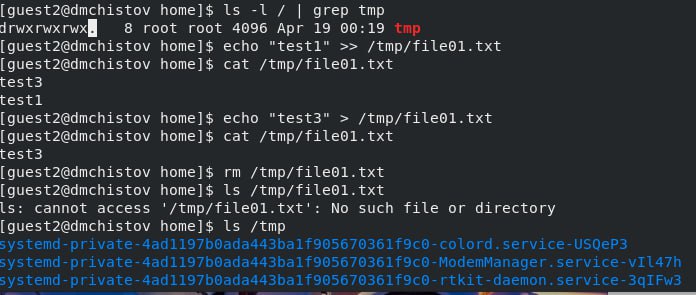 [guest2@dmchistov home]$ ls -l / | grep tmp
drwxrwxrwx.   8 root root 4096 Apr 19 00:19 tmp
[guest2@dmchistov home]$ echo "test1" >> /tmp/file01.txt
[guest2@dmchistov home]$ cat /tmp/file01.txt
test3
test1
[guest2@dmchistov home]$ echo "test3" > /tmp/file01.txt
[guest2@dmchistov home]$ cat /tmp/file01.txt
test3
[guest2@dmchistov home]$ rm /tmp/file01.txt
[guest2@dmchistov home]$ ls /tmp/file01.txt
ls: cannot access '/tmp/file01.txt': No such file or directory
[guest2@dmchistov home]$ ls /tmp
systemd-private-4ad1197b0ada443ba1f905670361f9c0-colord.service-USQeP3
systemd-private-4ad1197b0ada443ba1f905670361f9c0-ModemManager.service-vIl47h
systemd-private-4ad1197b0ada443ba1f905670361f9c0-rtkit-daemon.service-3qIFw3